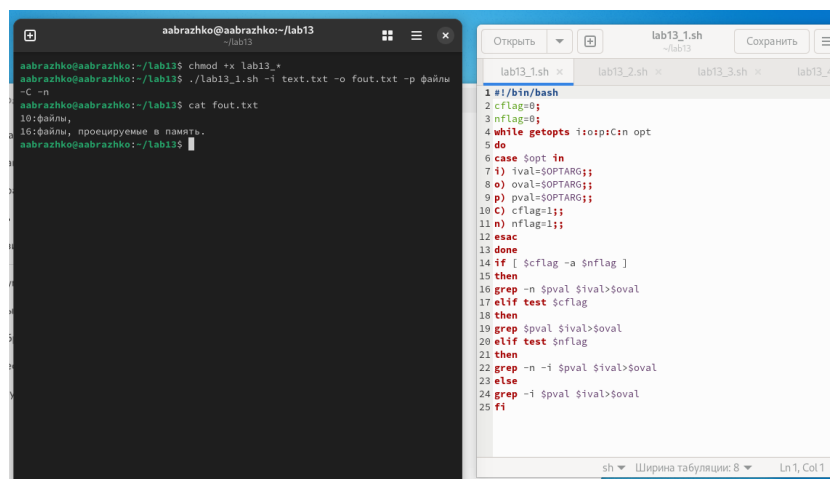 aabrazhko@aabrazhko:~/lab13
~/lab13
aabrazhko@aabrazhko:~/lab13$ chmod +x lab13_*
aabrazhko@aabrazhko:~/lab13$ ./lab13_1.sh -i text.txt -o fout.txt -p файлы
-C -n
aabrazhko@aabrazhko:~/lab13$ cat fout.txt
10:файлы,
16:файлы, проецируемые в память.
aabrazhko@aabrazhko:~/lab13$
Открыть
lab13_1.sh
~/lab13
Сохранить
lab13_1.sh × lab13_2.sh × lab13_3.sh × lab13_4
1 #!/bin/bash
2 cflag=0;
3 nflag=0;
4 while getopts i:o:p:C:n opt
5 do
6 case $opt in
7 i) ival=$OPTARG;;
8 o) oval=$OPTARG;;
9 p) pval=$OPTARG;;
10 C) cflag=1;;
11 n) nflag=1;;
12 esac
13 done
14 if [ $cflag -a $nflag ]
15 then
16 grep -n $pval $ival>$oval
17 elif test $cflag
18 then
19 grep $pval $ival>$oval
20 elif test $nflag
21 then
22 grep -n -i $pval $ival>$oval
23 else
24 grep -i $pval $ival>$oval
25 fi
sh Ширина табуляции: 8 Ln 1, Col 1